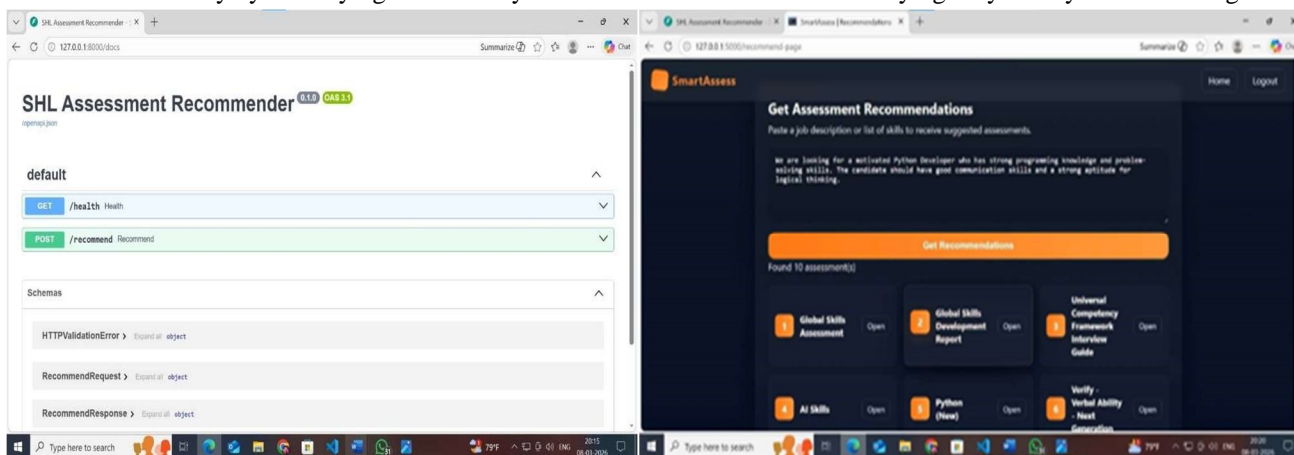 SHL Assessment Recommender - : X +
127.0.0.1:8000/docs
Summarize
Chat
SHL Assessment Recommender 0.1.0 OAS 3.1
/openapi.json
default
GET /health Health
POST /recommend Recommend
Schemas
HTTPValidationError > Expand all object
RecommendRequest > Expand all object
RecommendResponse > Expand all object
Type here to search
79°F
ENG
20:15
08-03-2026
SHL Assessment Recommender - : X
SmartAssess | Recommendations X +
127.0.0.1:5000/recommend-page
Summarize
SmartAssess
Home
Logout
Get Assessment Recommendations
Paste a job description or list of skills to receive suggested assessments.
We are looking for a motivated Python Developer who has strong programming knowledge and problem-
solving skills. The candidate should have good communication skills and a strong aptitude for
logical thinking.
Get Recommendations
Found 10 assessment(s)
1 Global Skills
Assessment
Open
2 Global Skills
Development
Report
Open
3 Universal
Competency
Framework
Interview
Guide
Open
4 AI Skills
Open
5 Python
(New)
Open
6 Verify -
Verbal Ability
- Next
Generation
Open
Type here to search
79°F
ENG
20:20
08-03-2026